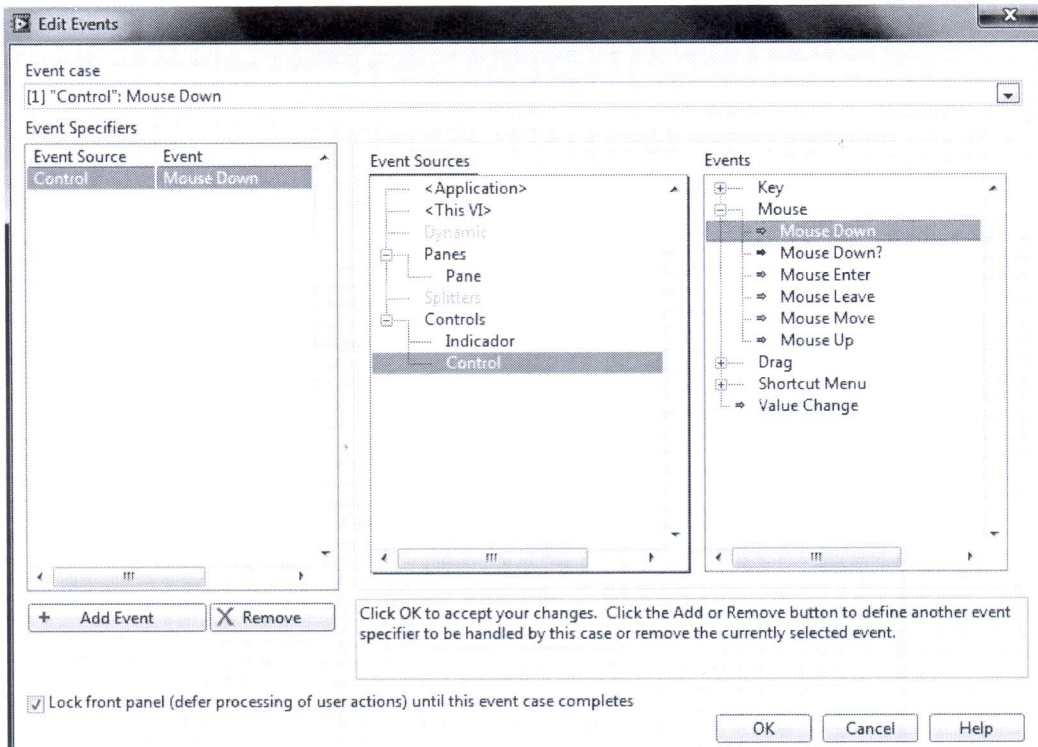 Edit Events
Event case
[1] "Control": Mouse Down
Event Specifiers
Event Source Event
Control Mouse Down
Event Sources
<Application>
<This VI>
Dynamic
Panes
Pane
Splitters
Controls
Indicador
Control
Events
Key
Mouse
Mouse Down
Mouse Down?
Mouse Enter
Mouse Leave
Mouse Move
Mouse Up
Drag
Shortcut Menu
Value Change
+ Add Event
X Remove
Click OK to accept your changes. Click the Add or Remove button to define another event
specifier to be handled by this case or remove the currently selected event.
Lock front panel (defer processing of user actions) until this event case completes
OK
Cancel
Help